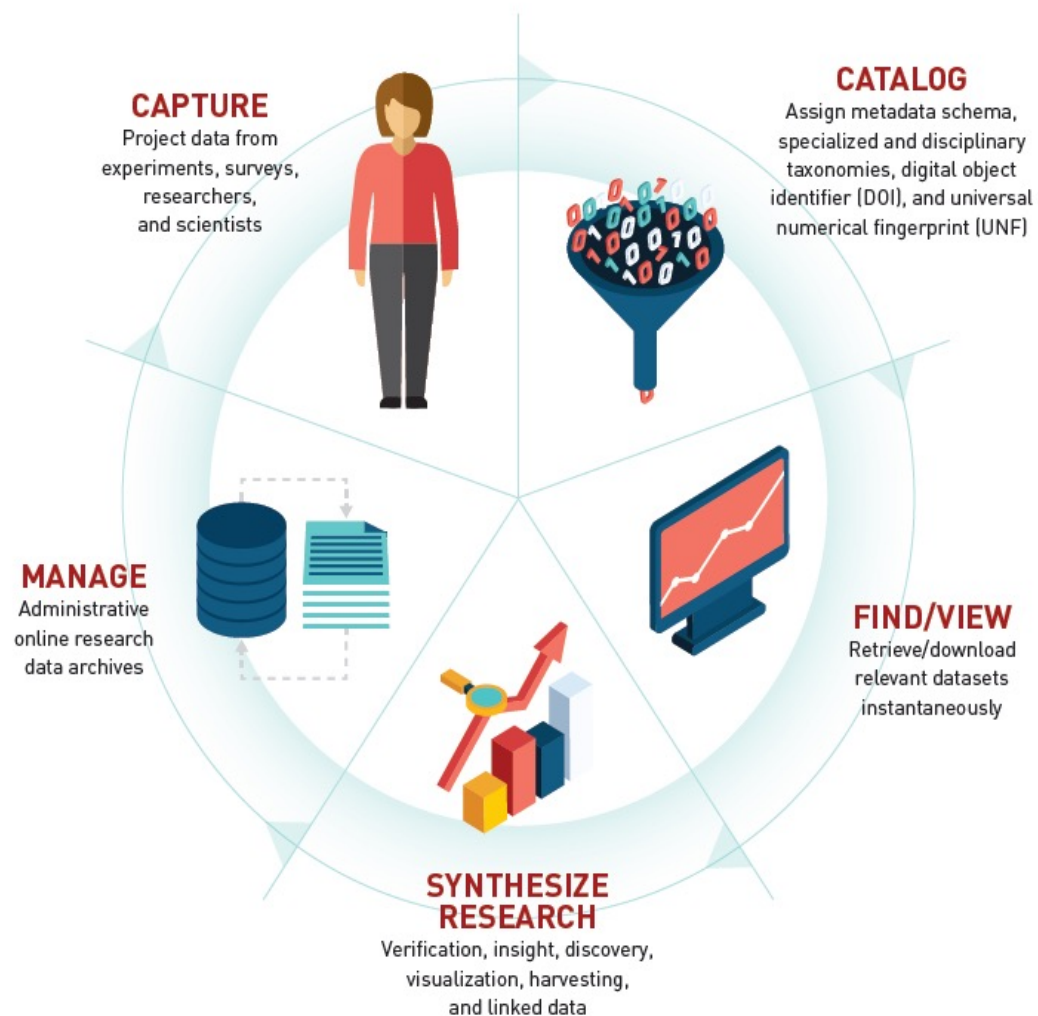 CAPTURE
Project data from
experiments, surveys,
researchers,
and scientists
CATALOG
Assign metadata schema,
specialized and disciplinary
taxonomies, digital object
identifier (DOI), and universal
numerical fingerprint (UNF)
FIND/VIEW
Retrieve/download
relevant datasets
instantaneously
SYNTHESIZE
RESEARCH
Verification, insight, discovery,
visualization, harvesting,
and linked data
MANAGE
Administrative
online research
data archives